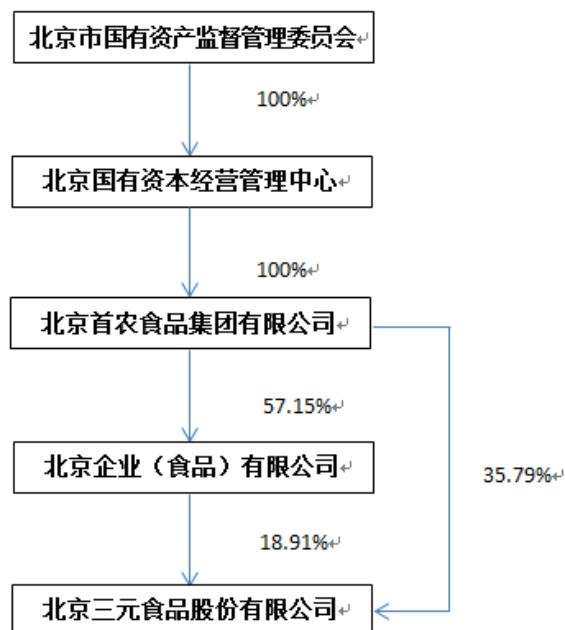 北京市国有资产监督管理委员会
100%
北京国有资本经营管理中心
100%
北京首农食品集团有限公司
57.15%
北京企业（食品）有限公司
35.79%
18.91%
北京三元食品股份有限公司